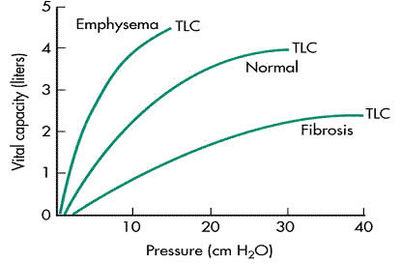 5
Emphysema TLC
4
TLC
Normal
3
TLC
2
Fibrosis
1
0
10 20 30 40
Vital capacity (liters)
Pressure (cm H₂O)